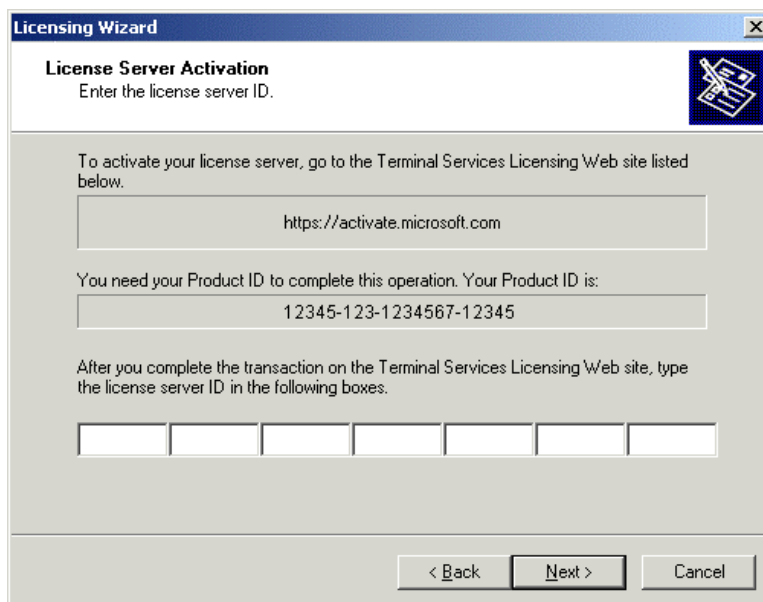 Licensing Wizard
License Server Activation
Enter the license server ID.
To activate your license server, go to the Terminal Services Licensing Web site listed
below.
https://activate.microsoft.com
You need your Product ID to complete this operation. Your Product ID is:
12345-123-1234567-12345
After you complete the transaction on the Terminal Services Licensing Web site, type
the license server ID in the following boxes.
< Back Next > Cancel